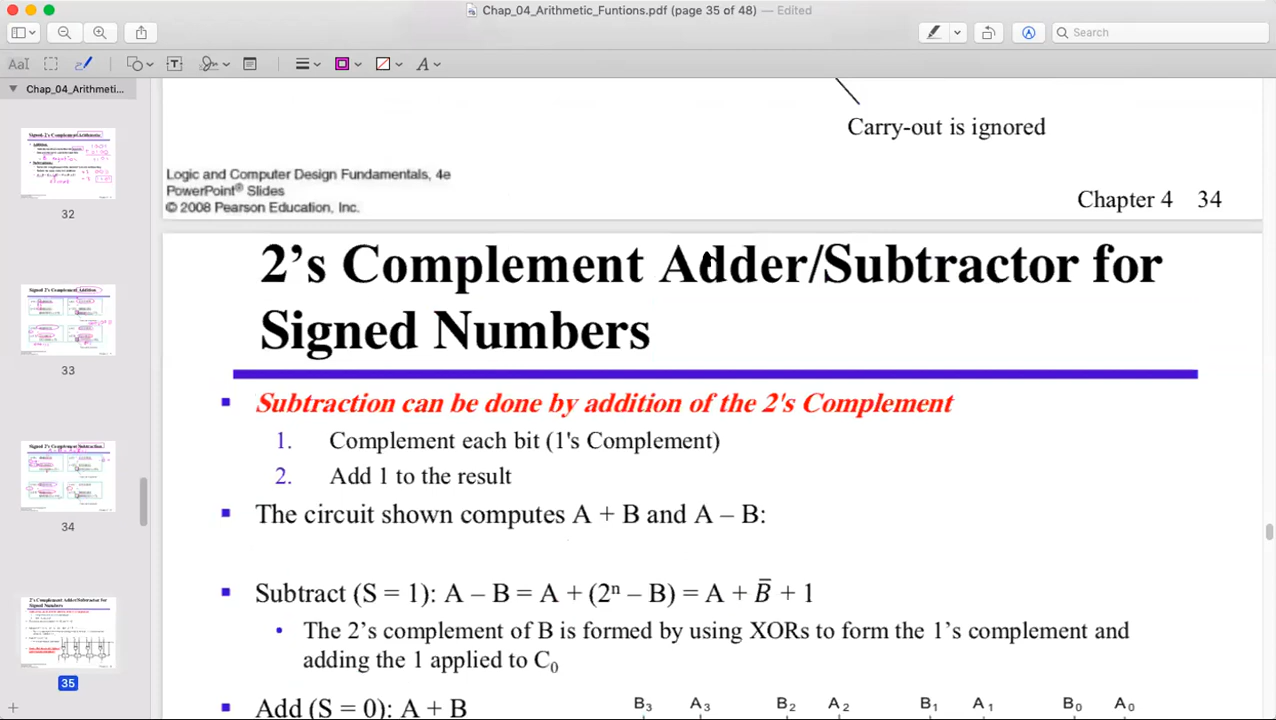 Chap_04_Arithmetic_Funtions.pdf (page 35 of 48) — Edited
Search
AaI
Chap_04_Arithmeti...
32
33
34
35
Carry-out is ignored
Logic and Computer Design Fundamentals, 4e
PowerPoint® Slides
© 2008 Pearson Education, Inc.
Chapter 4 34
2's Complement Adder/Subtractor for
Signed Numbers
Subtraction can be done by addition of the 2's Complement
1. Complement each bit (1's Complement)
2. Add 1 to the result
The circuit shown computes A + B and A – B:
Subtract (S = 1): A – B = A + (2ⁿ – B) = A + B̅ + 1
• The 2's complement of B is formed by using XORs to form the 1's complement and
adding the 1 applied to C₀
Add (S = 0): A + B
B₃ A₃ B₂ A₂ B₁ A₁ B₀ A₀